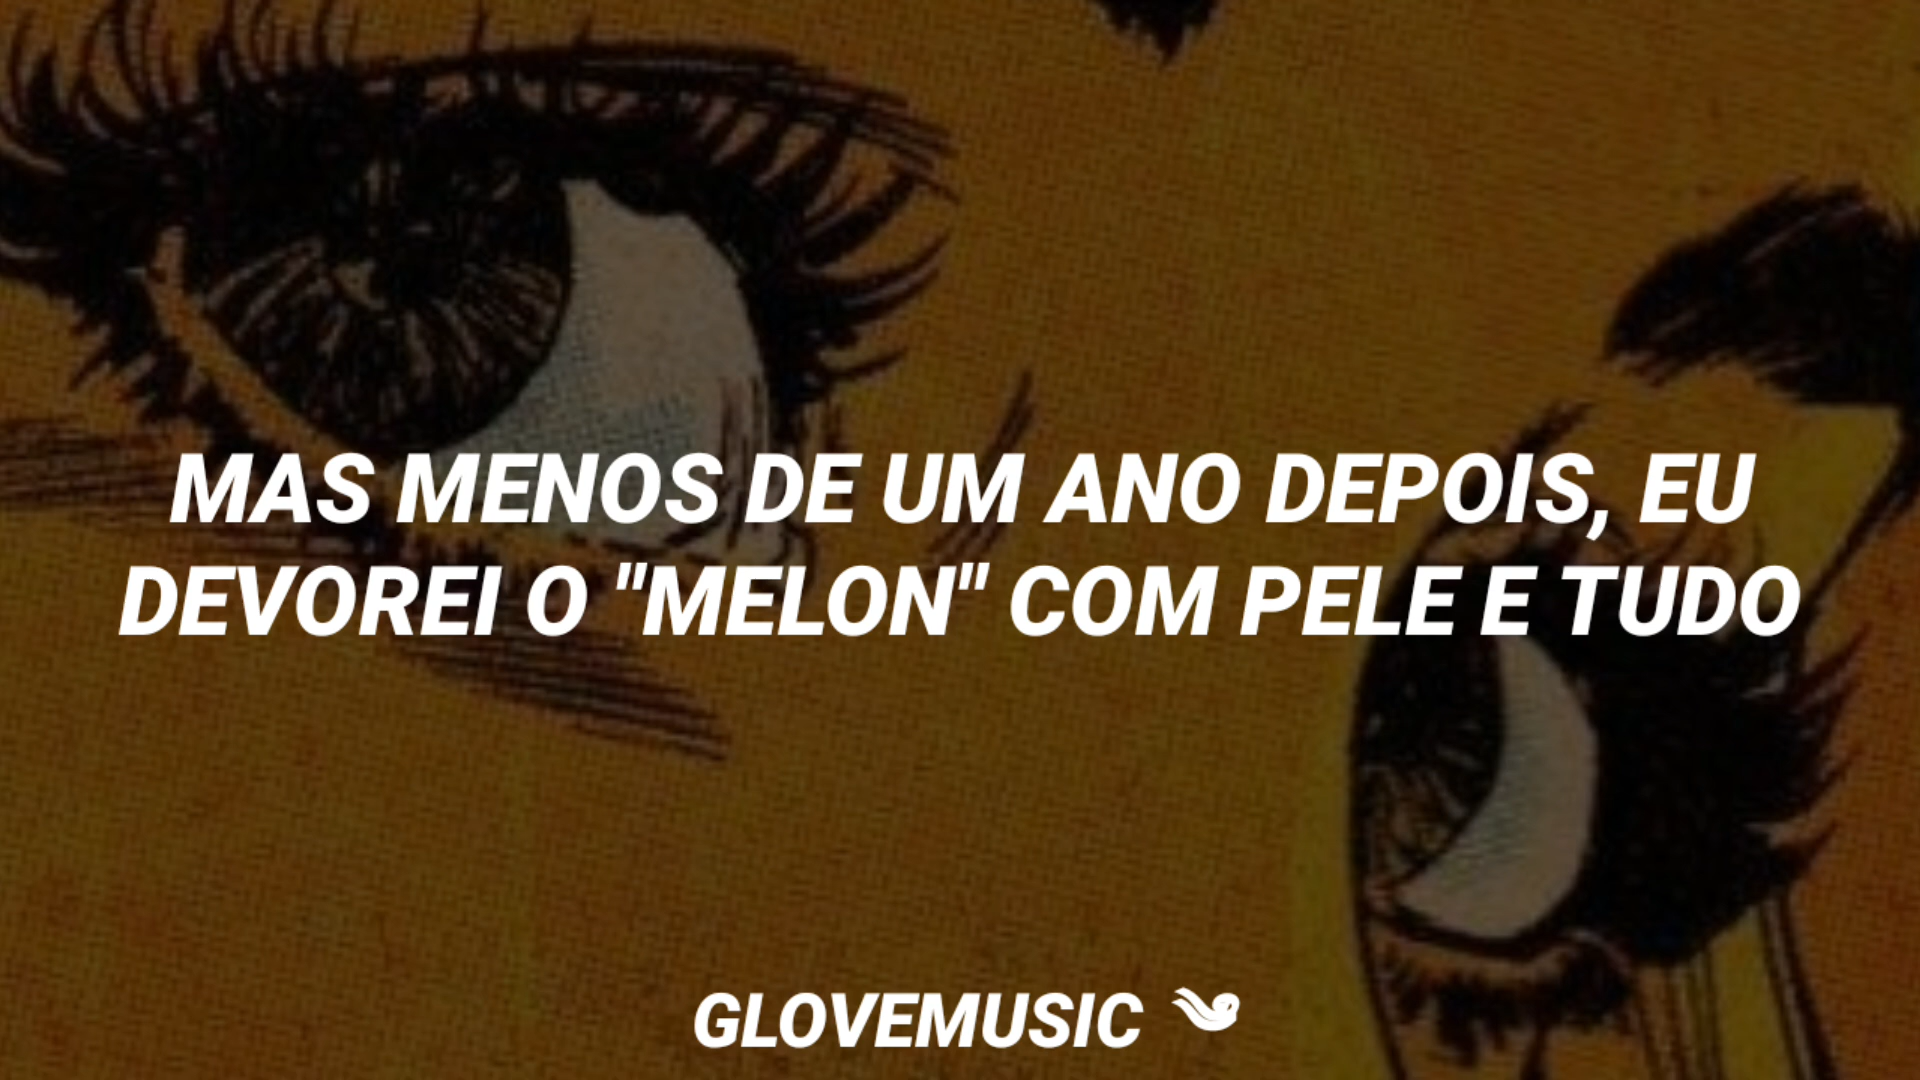 MAS MENOS DE UM ANO DEPOIS, EU
DEVOREI O "MELON" COM PELE E TUDO
GLOVEMUSIC